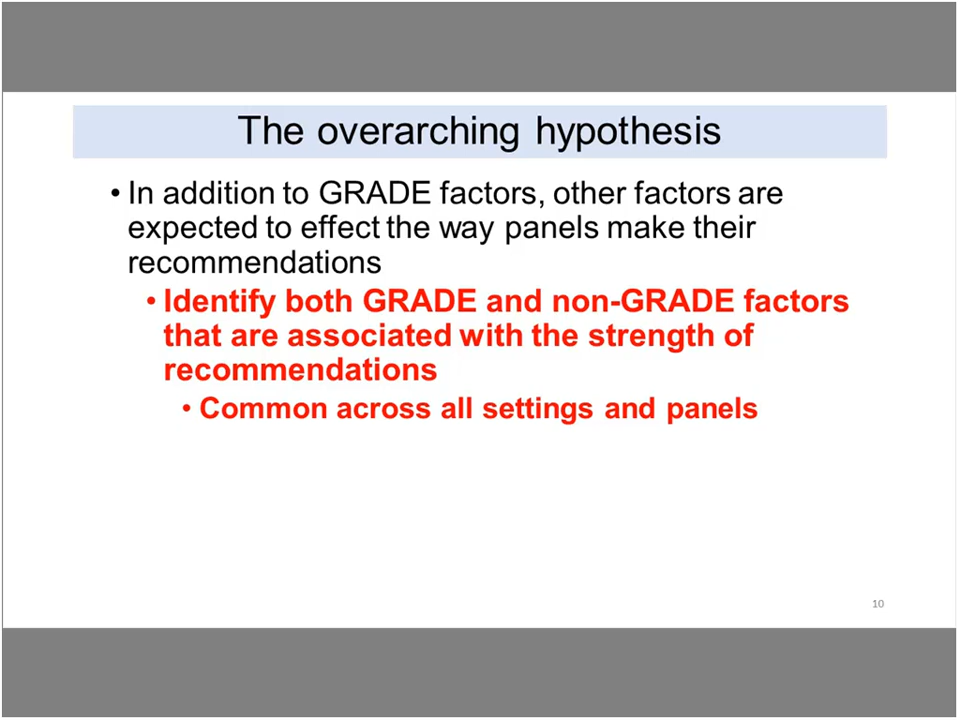 The overarching hypothesis
• In addition to GRADE factors, other factors are
expected to effect the way panels make their
recommendations
• Identify both GRADE and non-GRADE factors
that are associated with the strength of
recommendations
• Common across all settings and panels
10